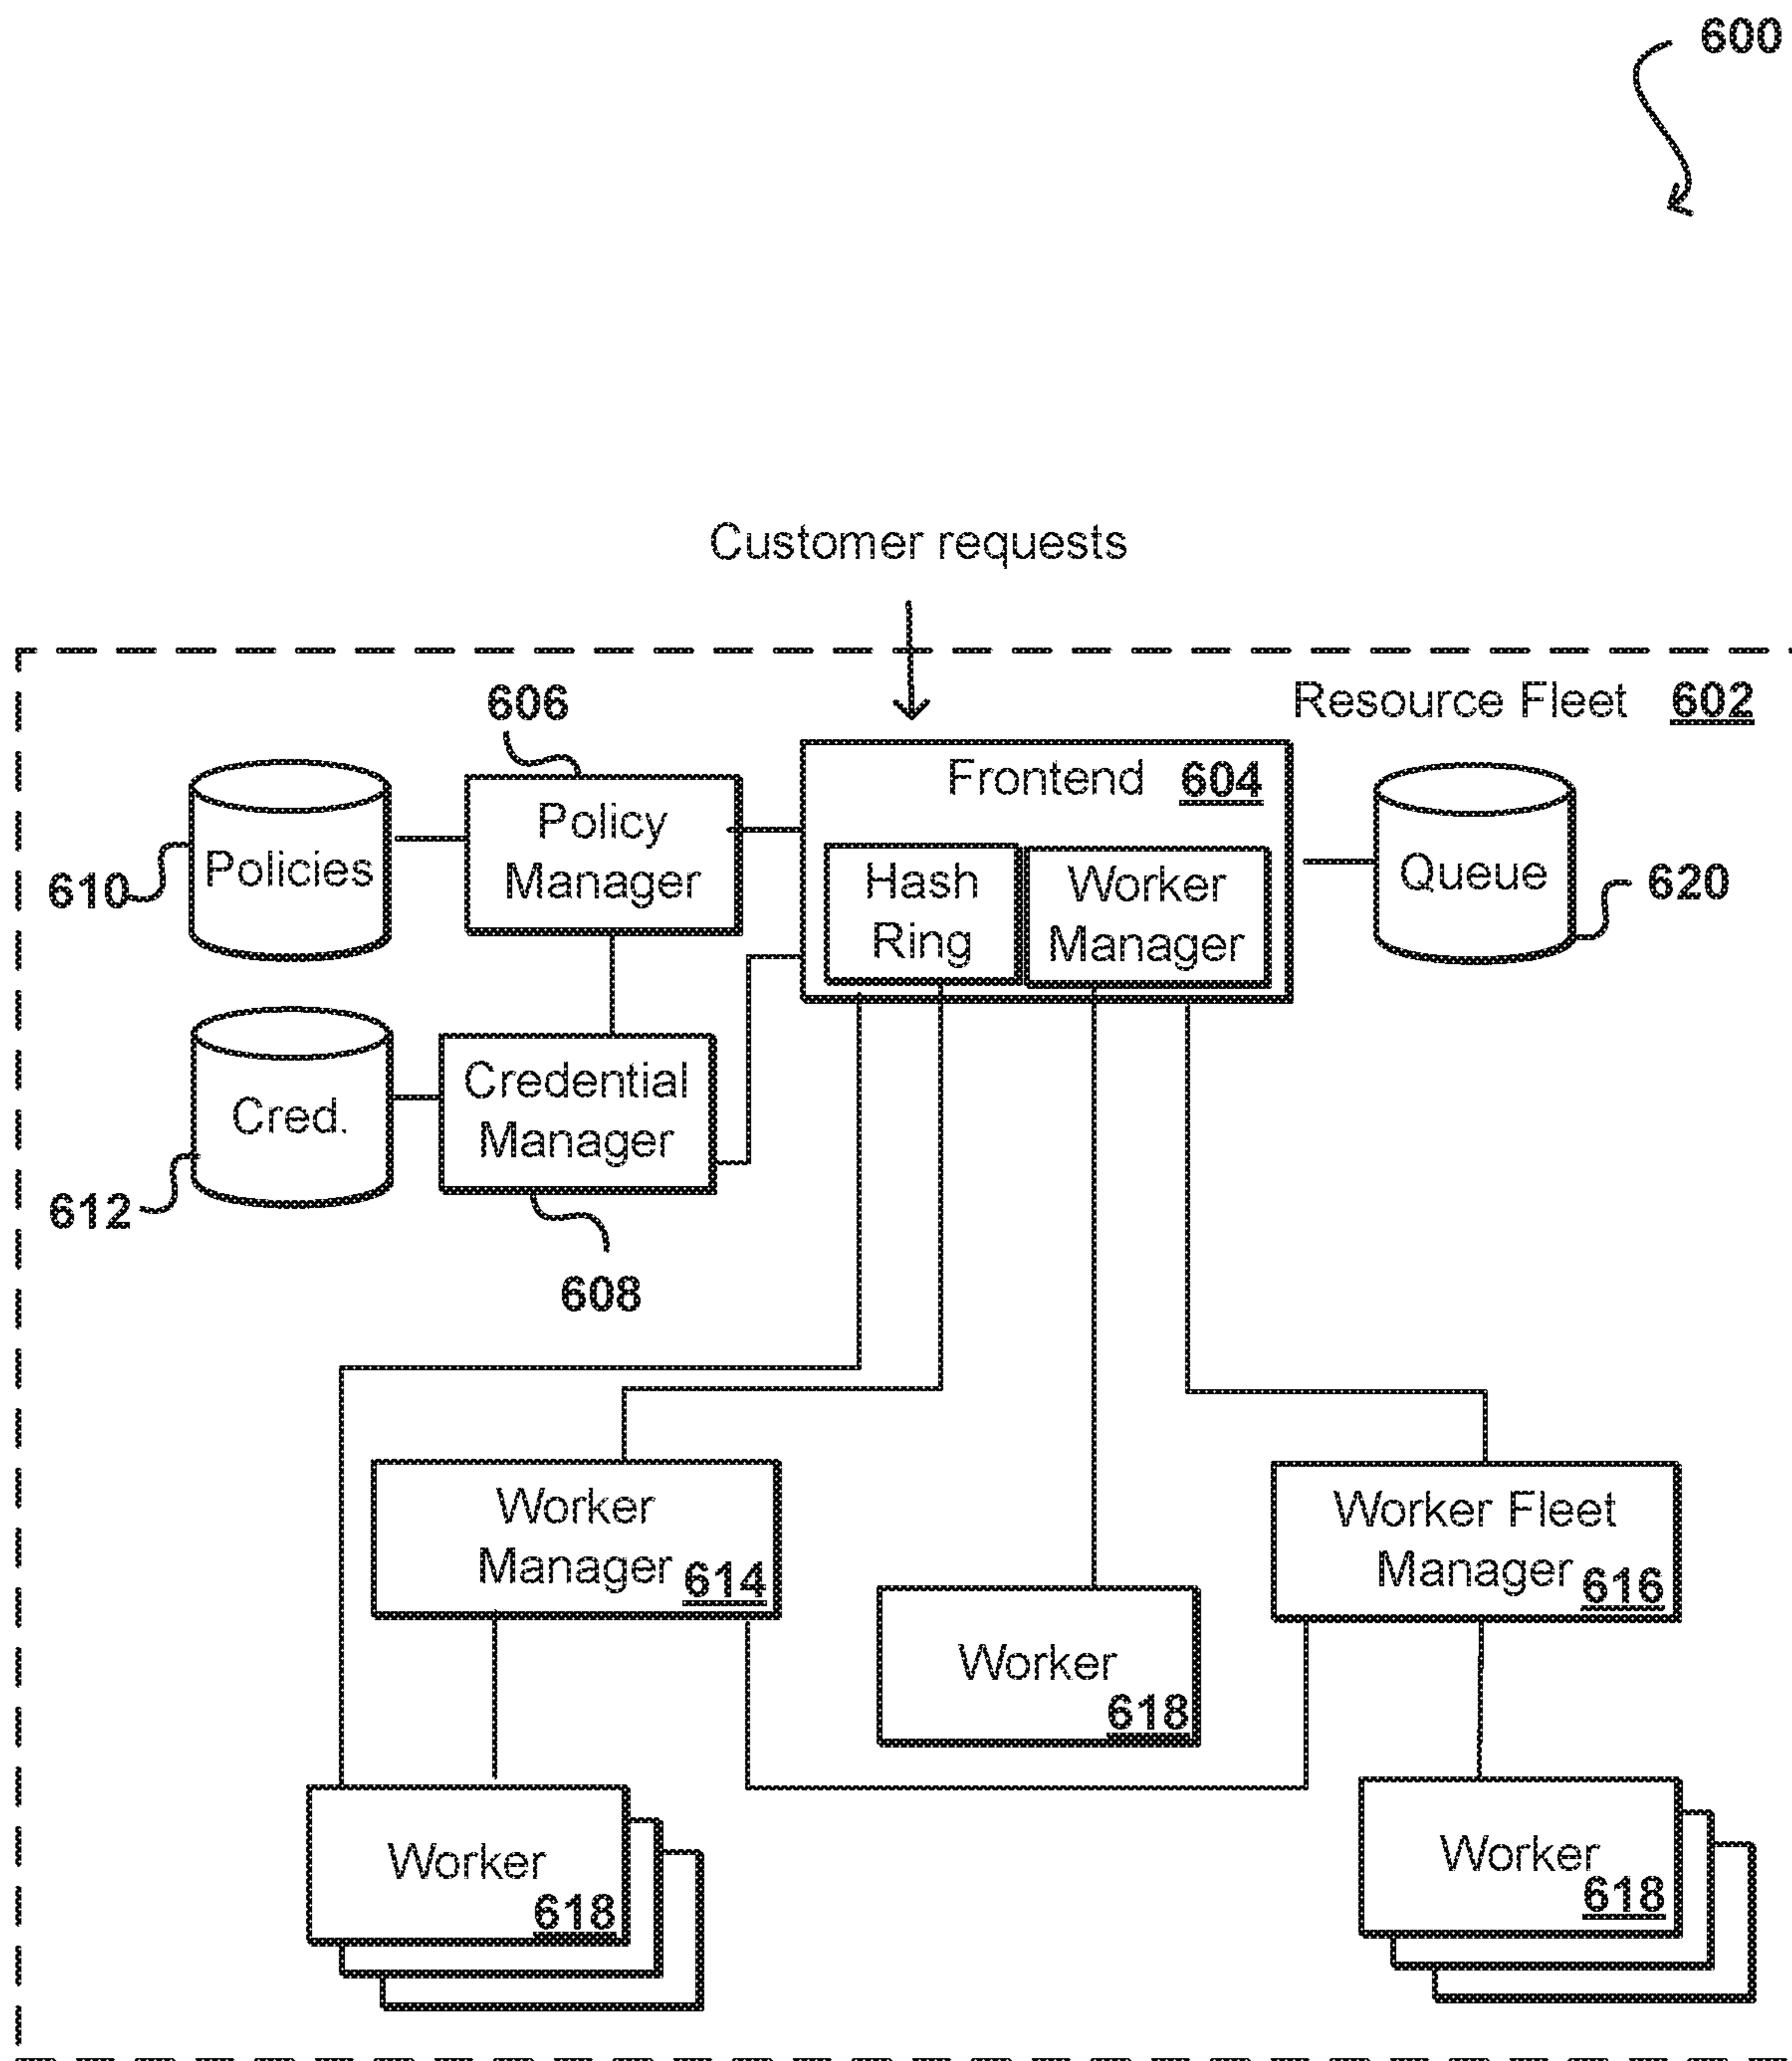 600
Customer requests
Resource Fleet 602
606
Frontend 604
Policy
Manager
Policies
610
Hash
Ring
Worker
Manager
Queue
620
Credential
Manager
Cred.
612
608
Worker
Manager 614
Worker Fleet
Manager 616
Worker
618
Worker
618
Worker
618